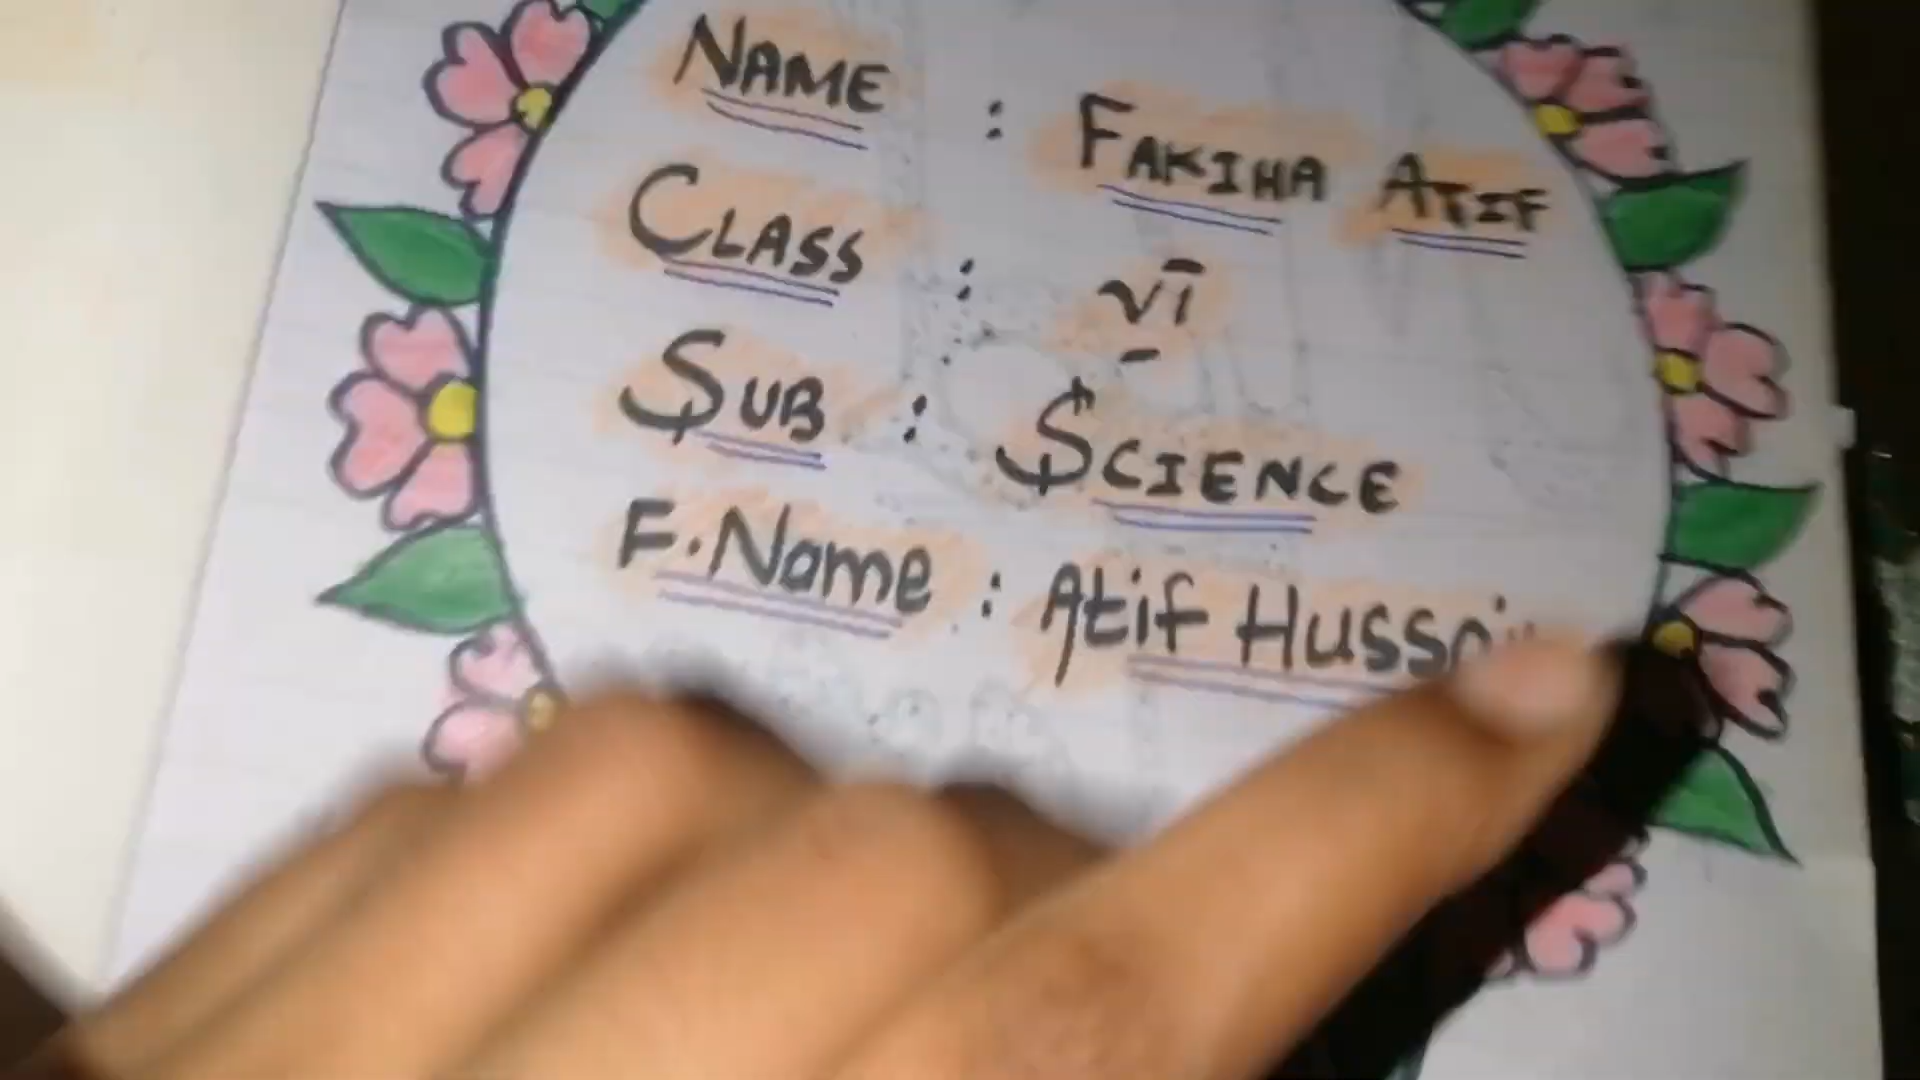 NAME : FAKIHA ATIF
CLASS : VI
SUB : SCIENCE
F. Name : Atif